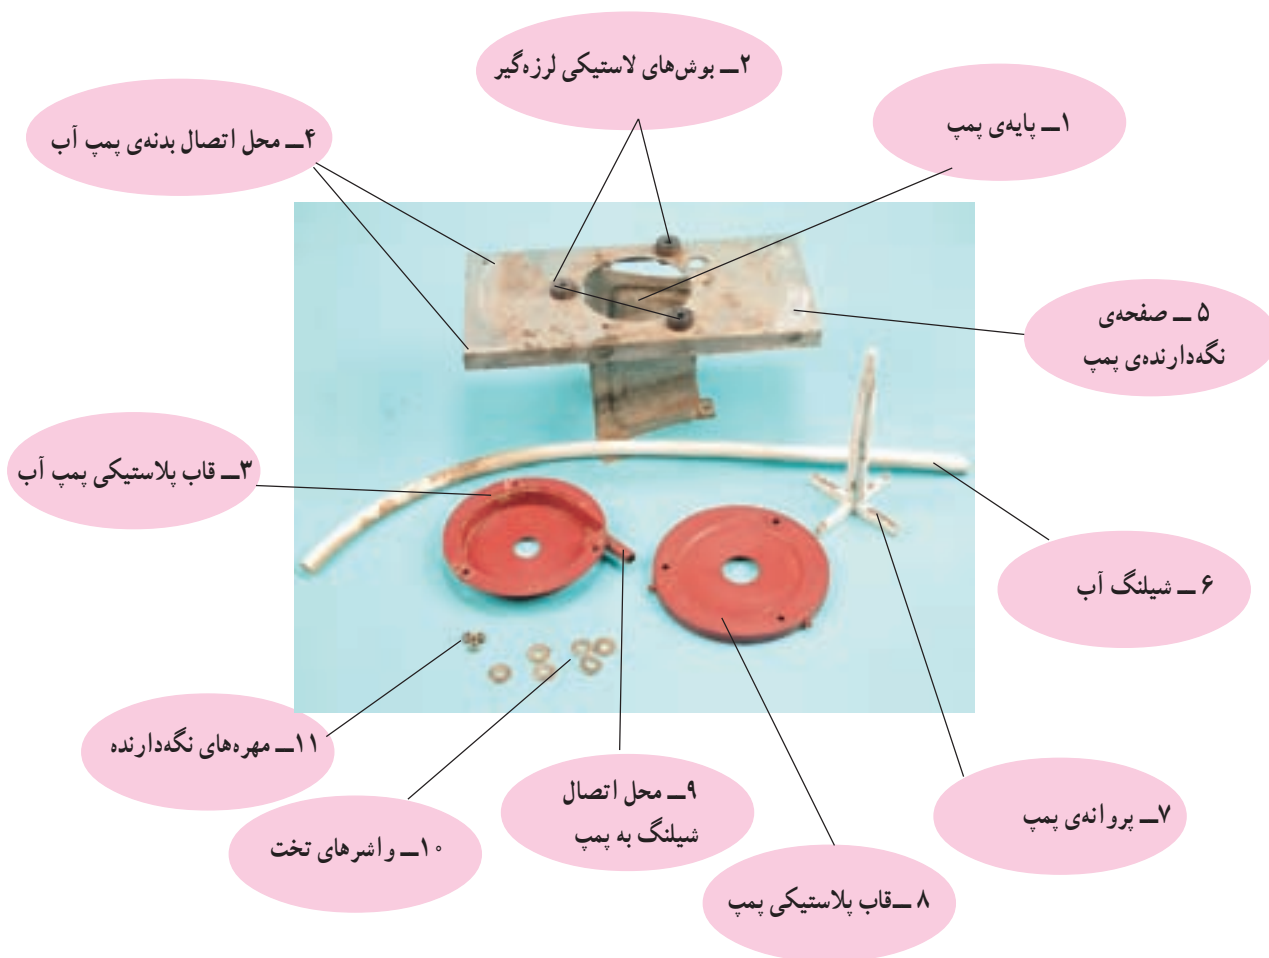 ۱ــ پایه‌ی پمپ
۲ــ بوش‌های لاستیکی لرزه‌گیر
۳ــ قاب پلاستیکی پمپ آب
۴ــ محل اتصال بدنه‌ی پمپ آب
۵ ــ صفحه‌ی
نگه‌دارنده‌ی پمپ
۶ ــ شیلنگ آب
۷ــ پروانه‌ی پمپ
۸ ــ قاب پلاستیکی پمپ
۹ــ محل اتصال
شیلنگ به پمپ
۱۰ــ واشرهای تخت
۱۱ــ مهره‌های نگه‌دارنده